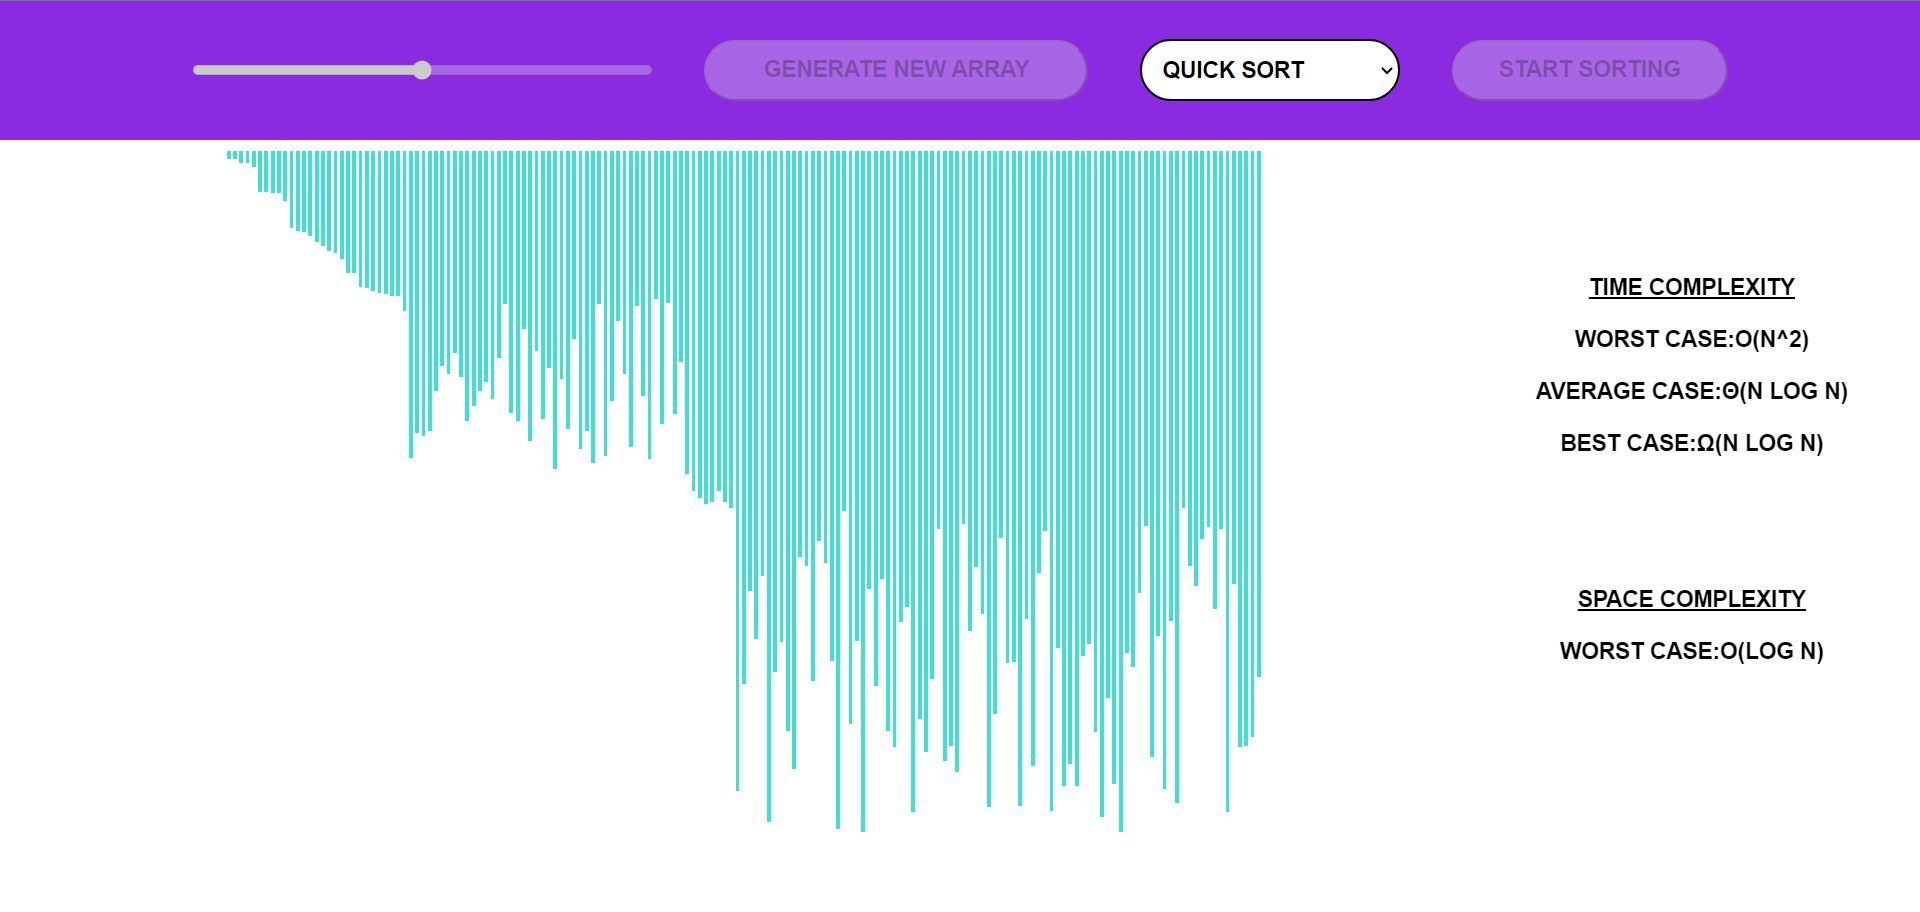 GENERATE NEW ARRAY
QUICK SORT
START SORTING
TIME COMPLEXITY
WORST CASE:O(N^2)
AVERAGE CASE:Θ(N LOG N)
BEST CASE:Ω(N LOG N)
SPACE COMPLEXITY
WORST CASE:O(LOG N)